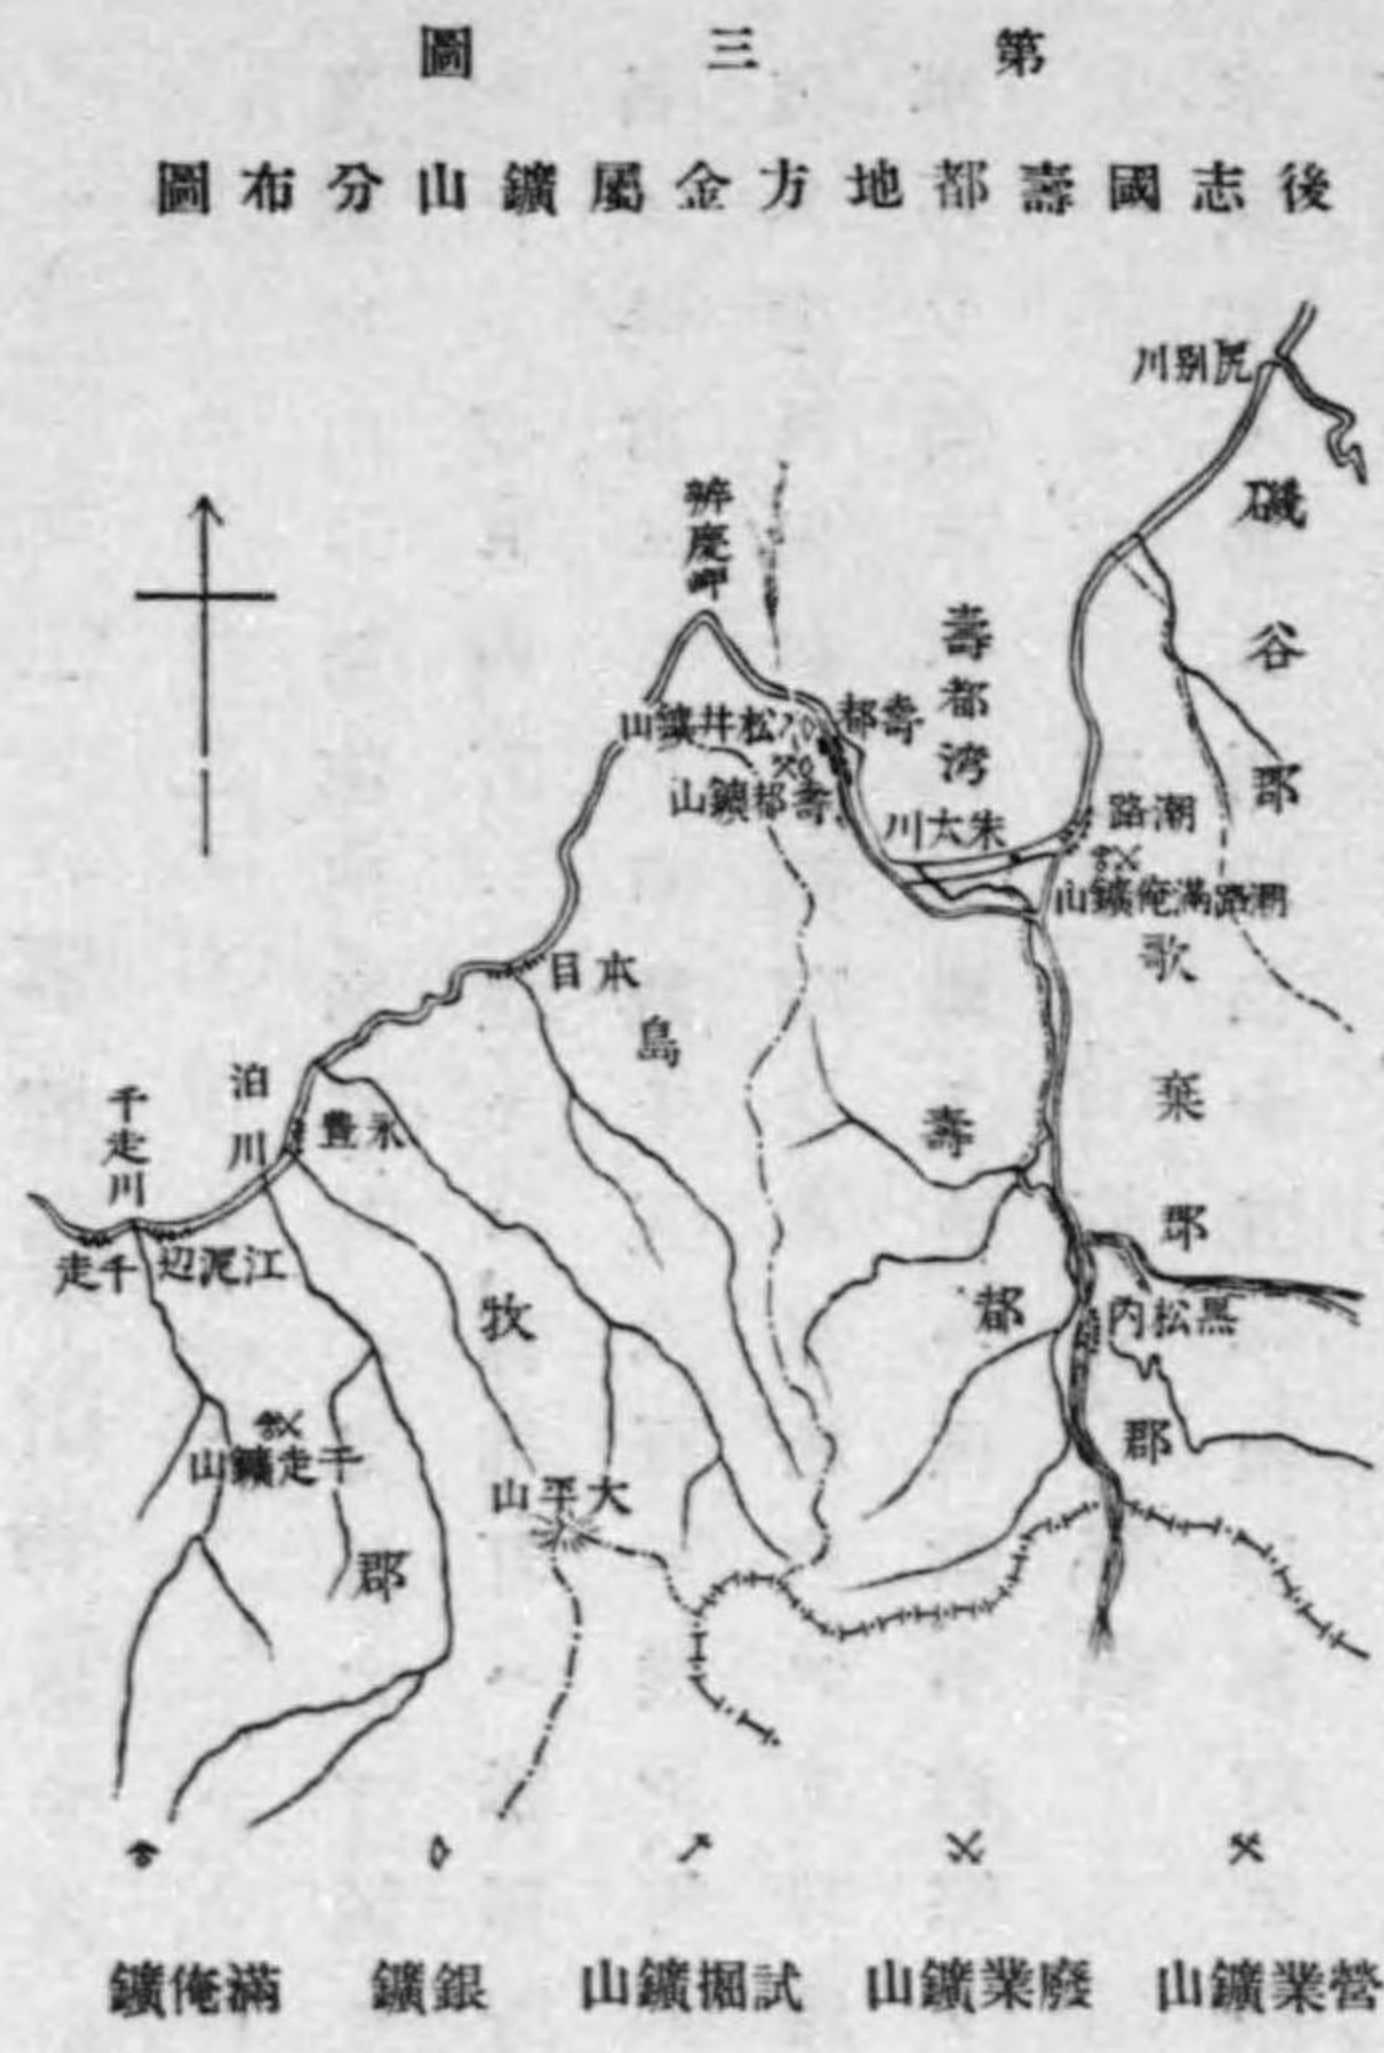 第三圖
後志國壽都地方金屬鑛山分布圖
尻別川
磯谷郡
辨慶岬
壽都湾
壽都
松井鑛山
壽都鑛山
朱太川
潮路
潮路滿俺鑛山
歌棄郡
本目
島牧郡
永豊
泊川
千走川
江泥辺
千走
壽都郡
黒松内
千走鑛山
大平山
營業鑛山
廢業鑛山
試掘鑛山
銀鑛
滿俺鑛